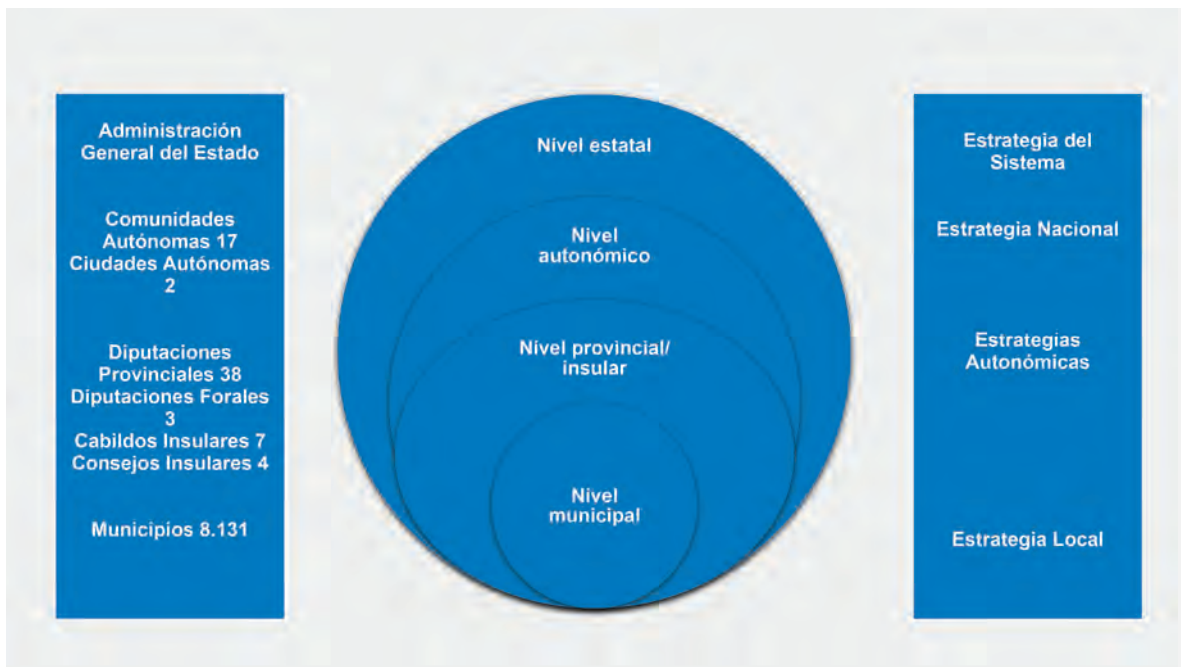 Administración
General del Estado
Comunidades
Autónomas 17
Ciudades Autónomas
2
Diputaciones
Provinciales 38
Diputaciones Forales
3
Cabildos Insulares 7
Consejos Insulares 4
Municipios 8.131
Nivel estatal
Nivel
autonómico
Nivel provincial/
insular
Nivel
municipal
Estrategia del
Sistema
Estrategia Nacional
Estrategias
Autonómicas
Estrategia Local